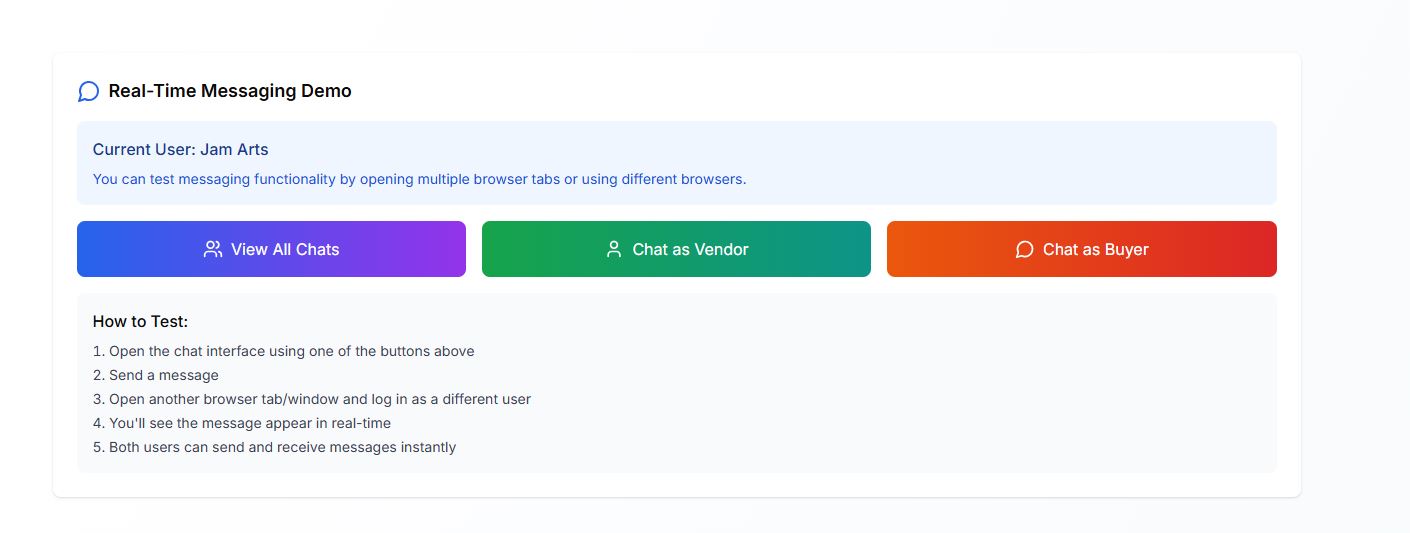 Real-Time Messaging Demo
Current User: Jam Arts
You can test messaging functionality by opening multiple browser tabs or using different browsers.
View All Chats
Chat as Vendor
Chat as Buyer
How to Test:
1. Open the chat interface using one of the buttons above
2. Send a message
3. Open another browser tab/window and log in as a different user
4. You'll see the message appear in real-time
5. Both users can send and receive messages instantly